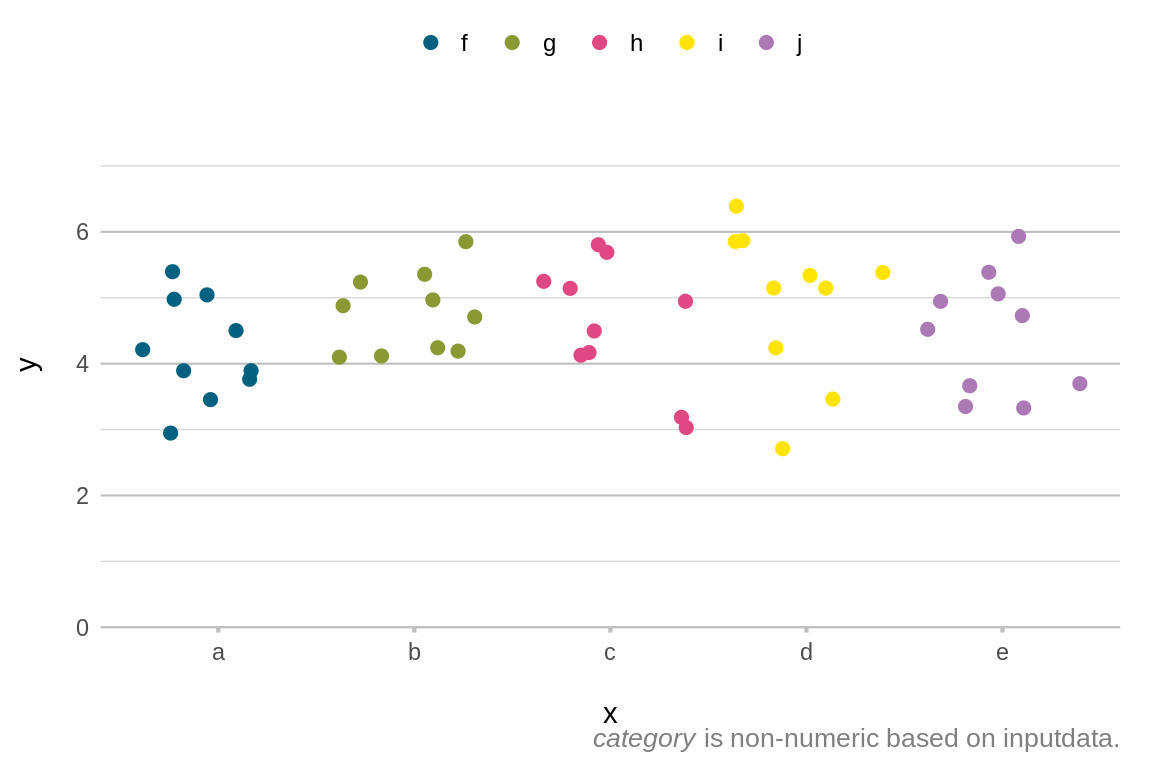 f g h i j
6
4
2
0
y
a b c d e
x
category is non-numeric based on inputdata.